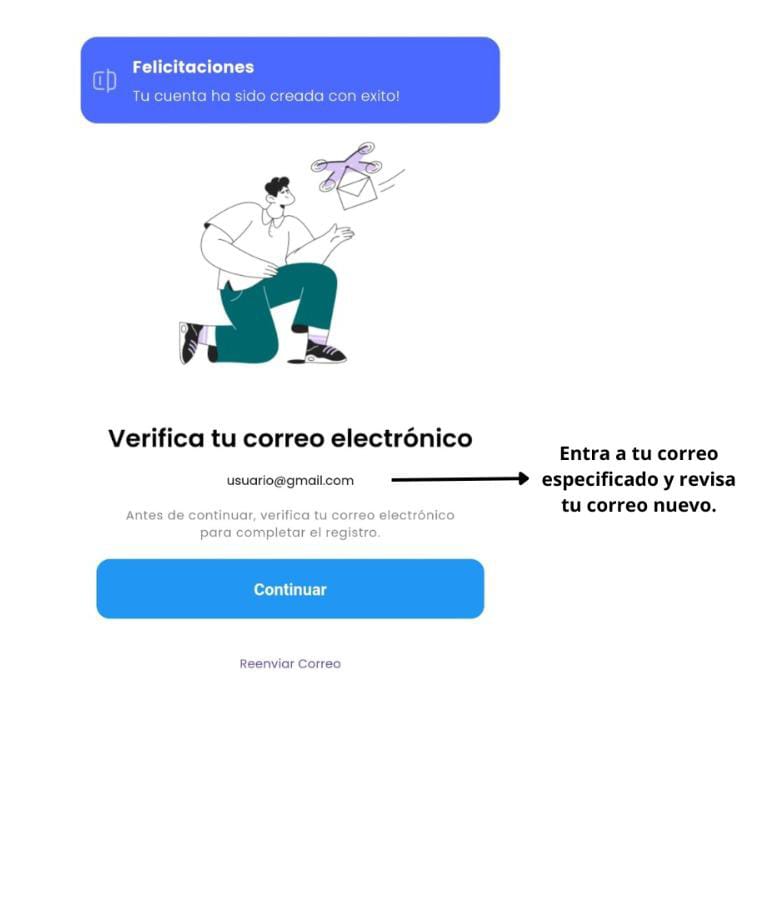 Felicitaciones
Tu cuenta ha sido creada con exito!
Verifica tu correo electrónico
usuario@gmail.com
Entra a tu correo
especificado y revisa
tu correo nuevo.
Antes de continuar, verifica tu correo electrónico
para completar el registro.
Continuar
Reenviar Correo